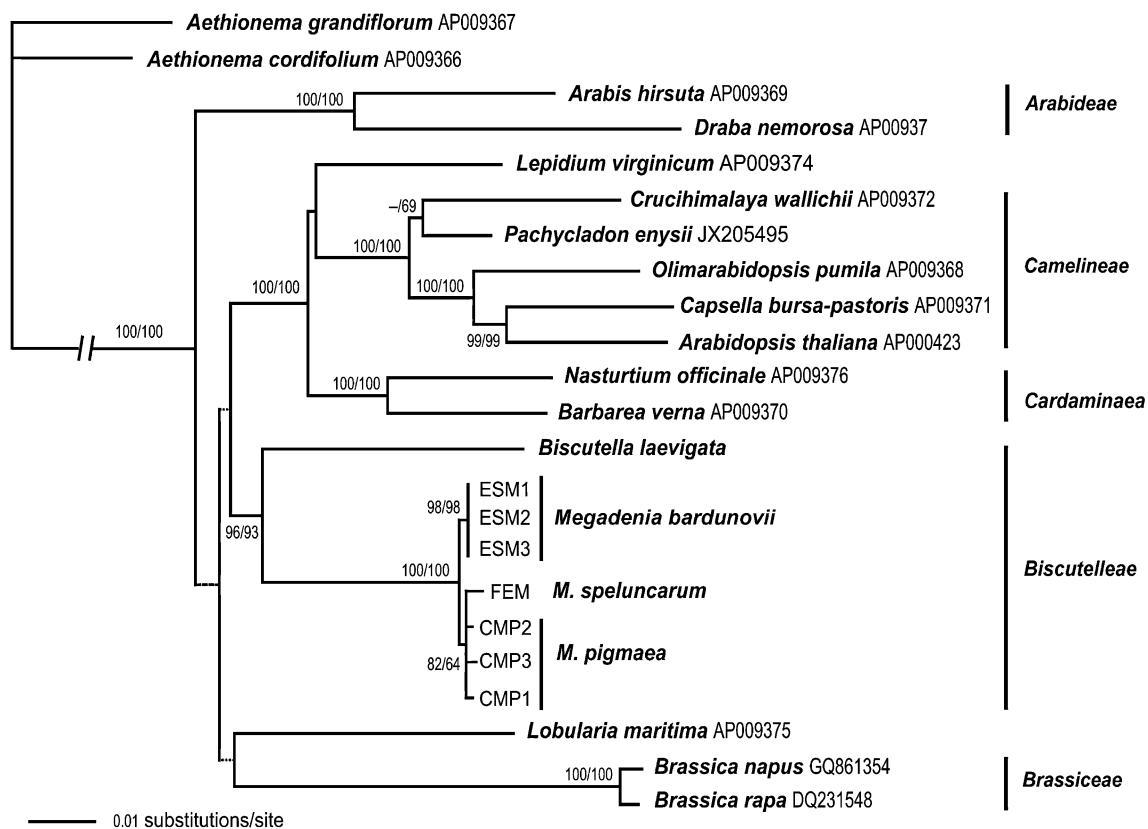 Aethionema grandiflorum AP009367
Aethionema cordifolium AP009366
100/100
Arabis hirsuta AP009369
Arabideae
Draba nemorosa AP00937
Lepidium virginicum AP009374
–/69
Crucihimalaya wallichii AP009372
100/100
Pachycladon enysii JX205495
Camelineae
Olimarabidopsis pumila AP009368
100/100
100/100
Capsella bursa-pastoris AP009371
100/100
99/99
Arabidopsis thaliana AP000423
Nasturtium officinale AP009376
100/100
Cardaminaea
Barbarea verna AP009370
Biscutella laevigata
ESM1
98/98
ESM2
Megadenia bardunovii
96/93
ESM3
100/100
Biscutelleae
FEM
M. speluncarum
CMP2
82/64
CMP3
M. pigmaea
CMP1
Lobularia maritima AP009375
100/100
Brassica napus GQ861354
Brassiceae
Brassica rapa DQ231548
0.01 substitutions/site